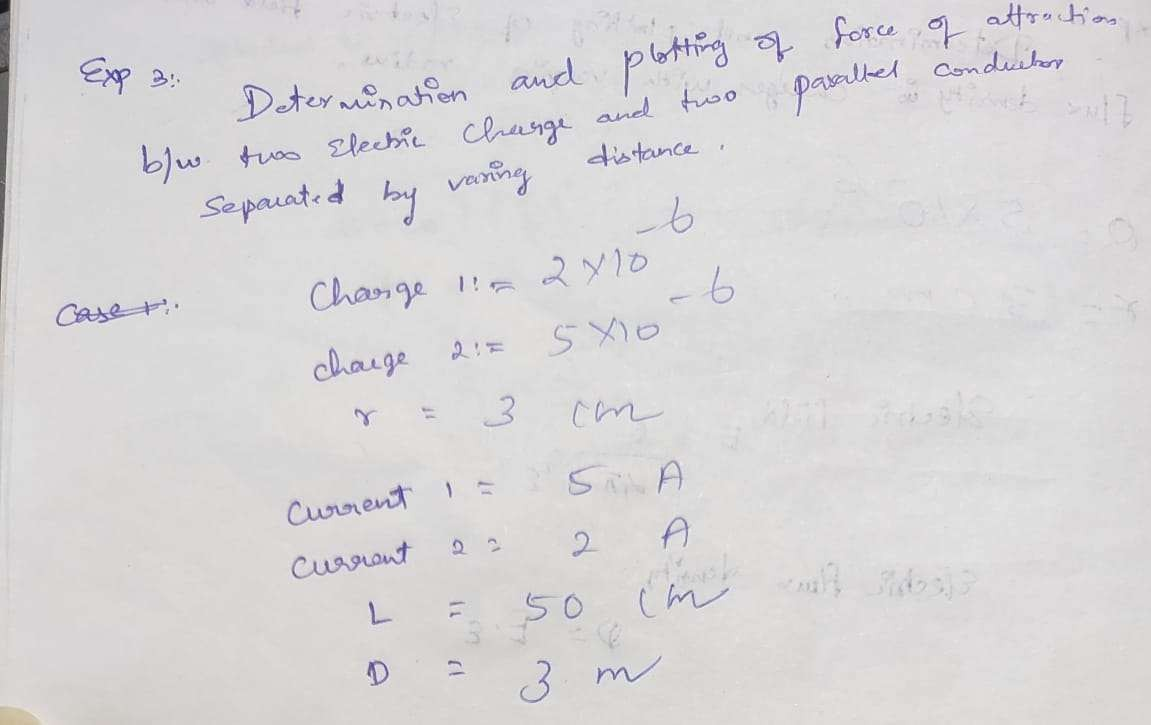 Exp 3:.
Determination and plotting of force of attraction
b/w two Electric Charge and two parallel conductor
Separated by varing distance.
Case 1:.
Charge 1:= 2 X 10 -6
charge 2:= 5 X10 -6
r = 3 cm
Current 1 = 5 A
Current 2 = 2 A
L = 50 cm
D = 3 m